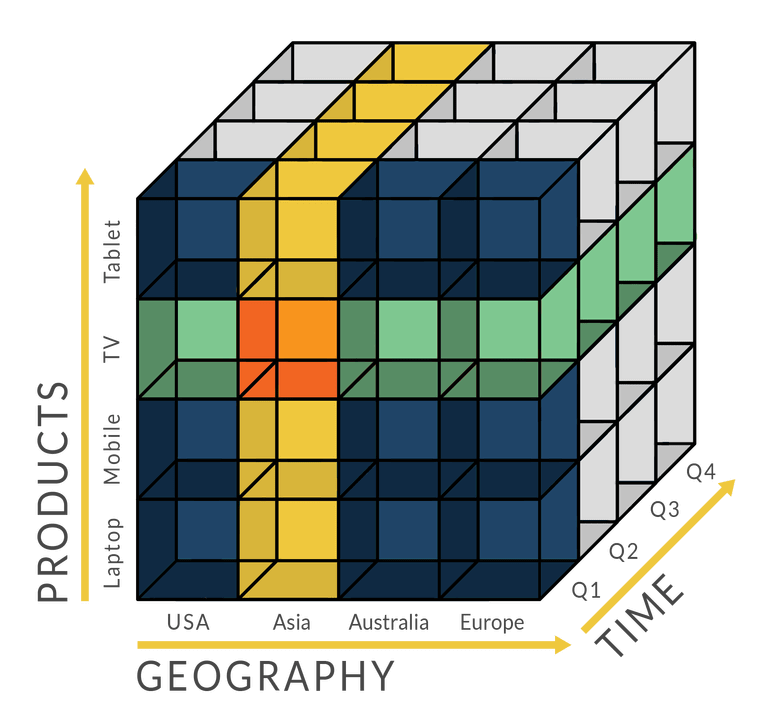 PRODUCTS
Tablet
TV
Mobile
Laptop
USA Asia Australia Europe
GEOGRAPHY
Q1
Q2
Q3
Q4
TIME